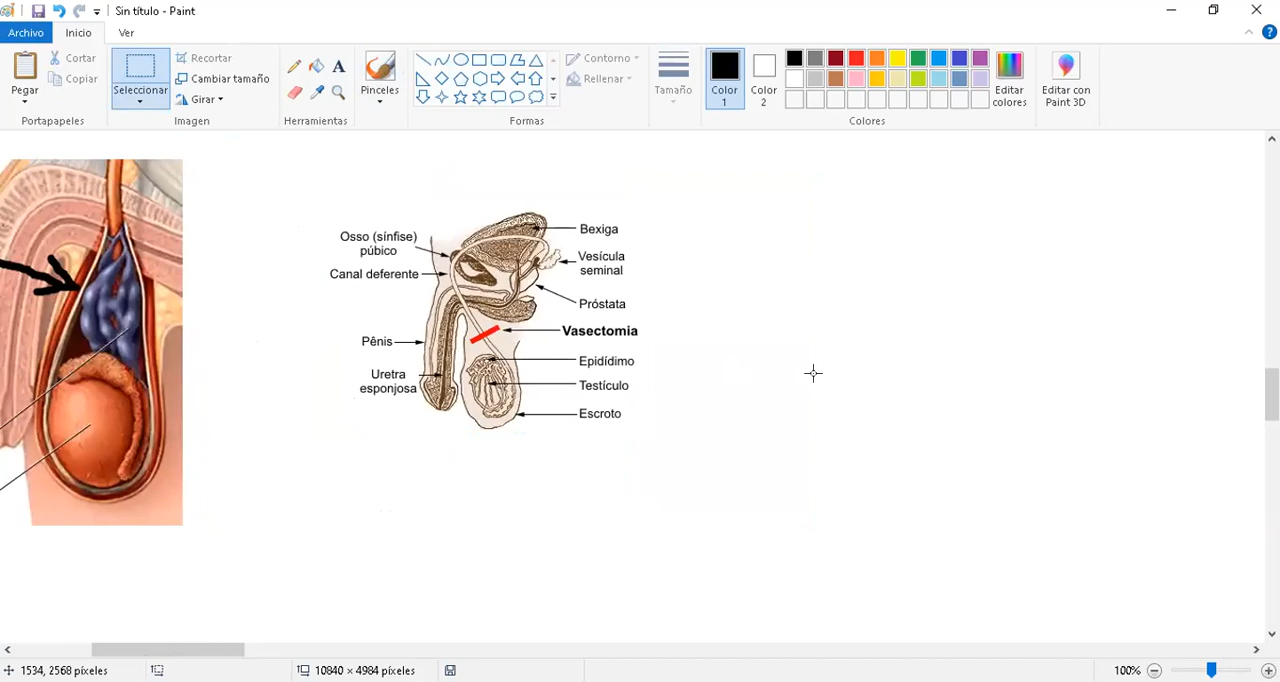 Sin título - Paint
Archivo
Inicio
Ver
Pegar
Cortar
Copiar
Portapapeles
Seleccionar
Recortar
Cambiar tamaño
Girar
Imagen
A
Herramientas
Pinceles
Contorno
Rellenar
Formas
Tamaño
Color
1
Color
2
Editar
colores
Editar con
Paint 3D
Colores
Osso (sínfise)
púbico
Canal deferente
Pênis
Uretra
esponjosa
Bexiga
Vesícula
seminal
Próstata
Vasectomia
Epidídimo
Testículo
Escroto
1534, 2568 píxeles
10840 × 4984 píxeles
100%